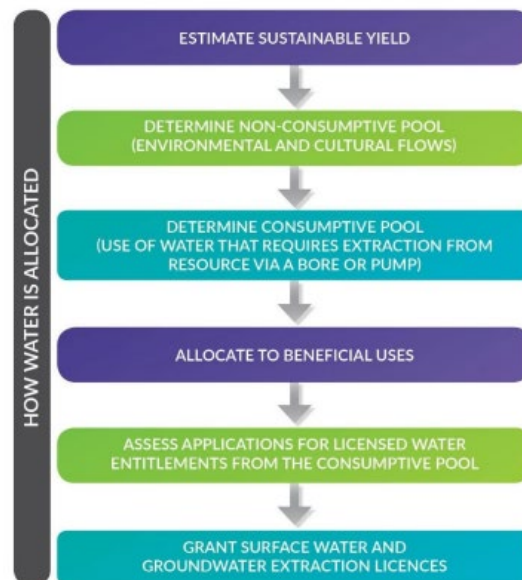 HOW WATER IS ALLOCATED
ESTIMATE SUSTAINABLE YIELD
DETERMINE NON-CONSUMPTIVE POOL
(ENVIRONMENTAL AND CULTURAL FLOWS)
DETERMINE CONSUMPTIVE POOL
(USE OF WATER THAT REQUIRES EXTRACTION FROM
RESOURCE VIA A BORE OR PUMP)
ALLOCATE TO BENEFICIAL USES
ASSESS APPLICATIONS FOR LICENSED WATER
ENTITLEMENTS FROM THE CONSUMPTIVE POOL
GRANT SURFACE WATER AND
GROUNDWATER EXTRACTION LICENCES